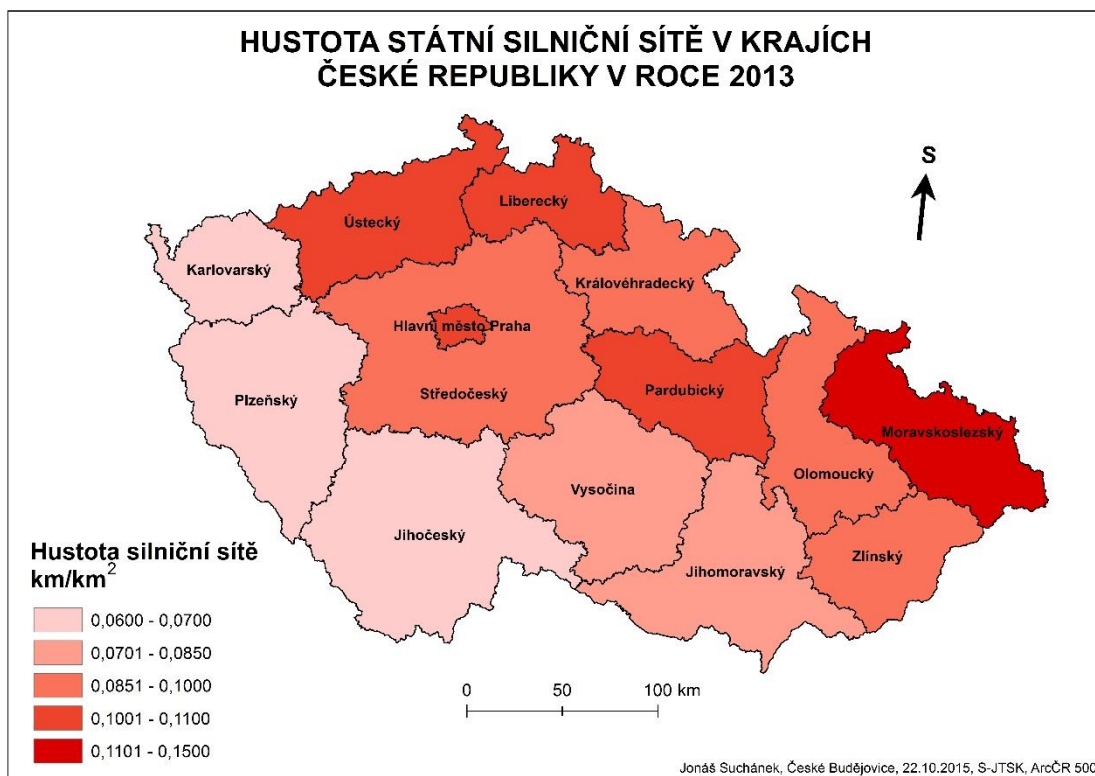 HUSTOTA STÁTNÍ SILNIČNÍ SÍTĚ V KRAJÍCH
ČESKÉ REPUBLIKY V ROCE 2013
S
Liberecký
Ústecký
Karlovarský
Královéhradecký
Hlavní město Praha
Pardubický
Středočeský
Plzeňský
Moravskoslezský
Olomoucký
Vysočina
Jihočeský
Zlínský
Jihomoravský
Hustota silniční sítě
km/km²
0,0600 - 0,0700
0,0701 - 0,0850
0,0851 - 0,1000
0,1001 - 0,1100
0,1101 - 0,1500
0 50 100 km
Jonáš Suchánek, České Budějovice, 22.10.2015, S-JTSK, ArcČR 500